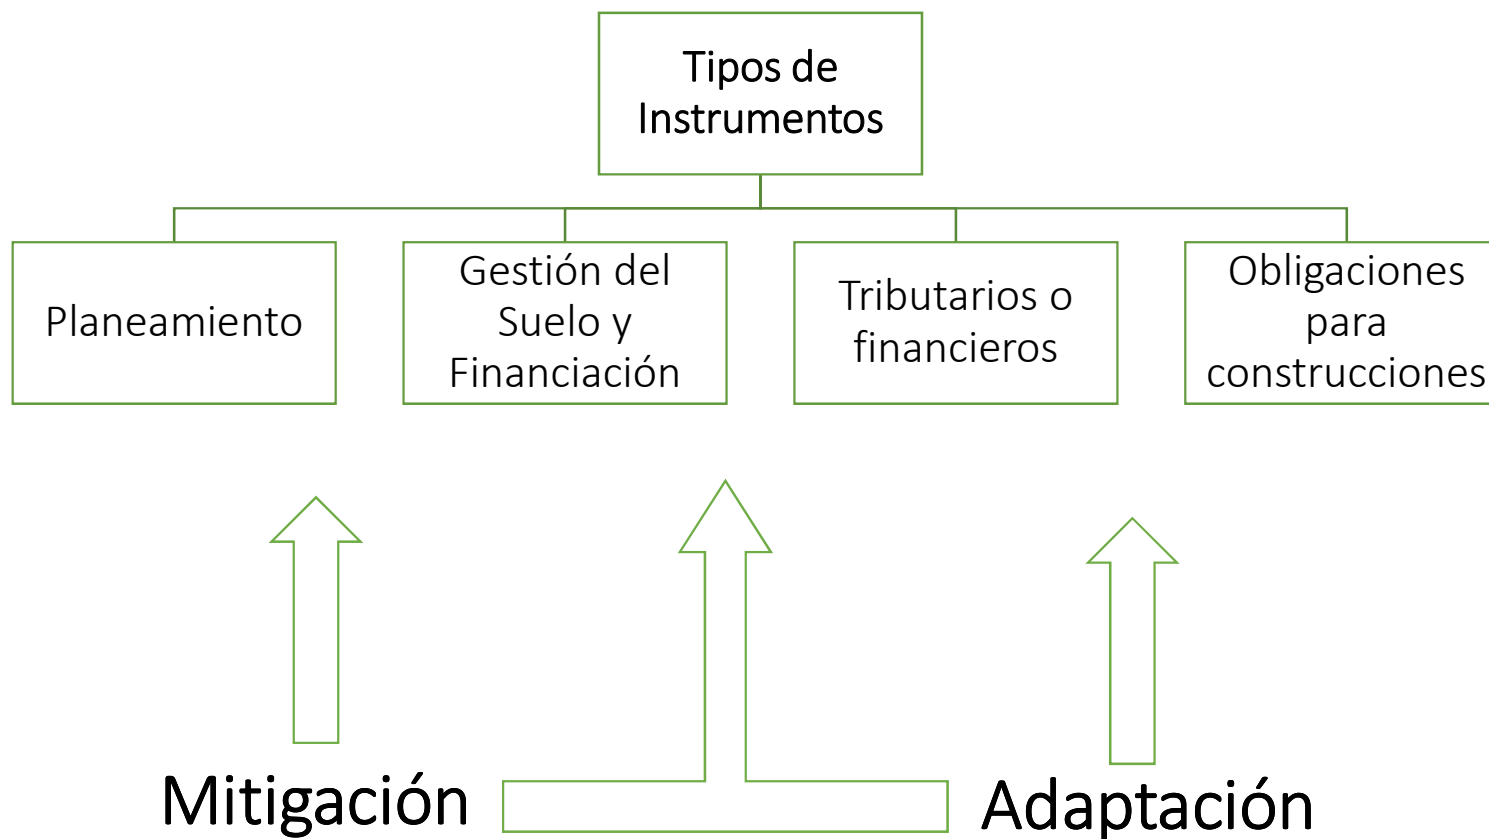 Tipos de
Instrumentos
Planeamiento
Gestión del
Suelo y
Financiación
Tributarios o
financieros
Obligaciones
para
construcciones
Mitigación
Adaptación